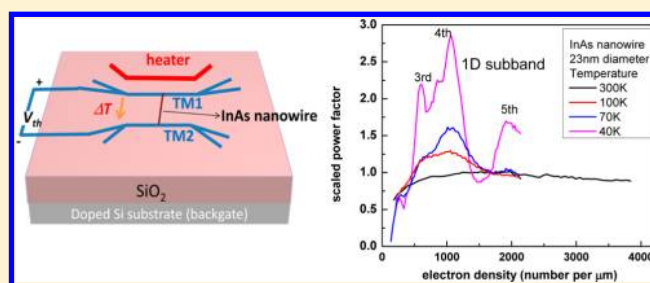 heater
+
V_th
-
ΔT
TM1
TM2
InAs nanowire
SiO₂
Doped Si substrate (backgate)
scaled power factor
3.0
2.5
2.0
1.5
1.0
0.5
0.0
3rd
4th
1D subband
5th
InAs nanowire
23nm diameter
Temperature
300K
100K
70K
40K
0 1000 2000 3000 4000
electron density (number per μm)